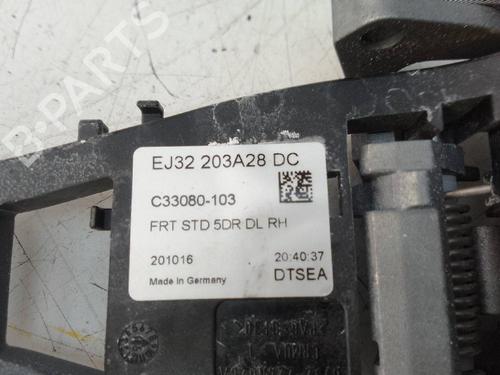 B-PARTS
EJ32 203A28 DC
C33080-103
FRT STD 5DR DL RH
201016 20:40:37
Made In Germany DTSEA